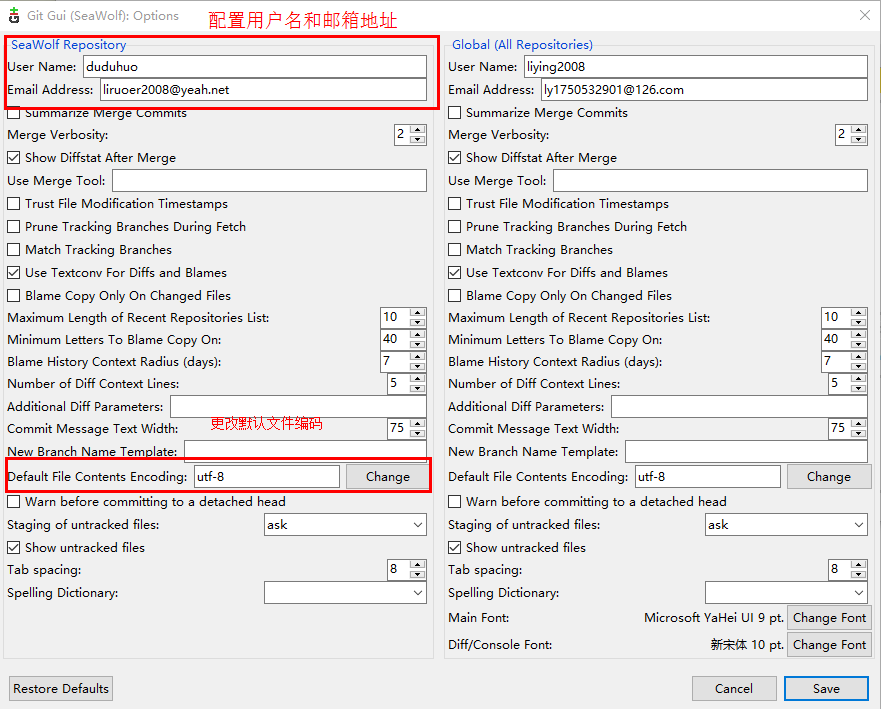 Git Gui (SeaWolf): Options
配置用户名和邮箱地址
SeaWolf Repository
User Name: duduhuo
Email Address: liruoer2008@yeah.net
Summarize Merge Commits
Merge Verbosity: 2
Show Diffstat After Merge
Use Merge Tool:
Trust File Modification Timestamps
Prune Tracking Branches During Fetch
Match Tracking Branches
Use Textconv For Diffs and Blames
Blame Copy Only On Changed Files
Maximum Length of Recent Repositories List: 10
Minimum Letters To Blame Copy On: 40
Blame History Context Radius (days): 7
Number of Diff Context Lines: 5
Additional Diff Parameters:
更改默认文件编码
Commit Message Text Width: 75
New Branch Name Template:
Default File Contents Encoding: utf-8 Change
Warn before committing to a detached head
Staging of untracked files: ask
Show untracked files
Tab spacing: 8
Spelling Dictionary:
Global (All Repositories)
User Name: liying2008
Email Address: ly1750532901@126.com
Summarize Merge Commits
Merge Verbosity: 2
Show Diffstat After Merge
Use Merge Tool:
Trust File Modification Timestamps
Prune Tracking Branches During Fetch
Match Tracking Branches
Use Textconv For Diffs and Blames
Blame Copy Only On Changed Files
Maximum Length of Recent Repositories List: 10
Minimum Letters To Blame Copy On: 40
Blame History Context Radius (days): 7
Number of Diff Context Lines: 5
Additional Diff Parameters:
Commit Message Text Width: 75
New Branch Name Template:
Default File Contents Encoding: utf-8 Change
Warn before committing to a detached head
Staging of untracked files: ask
Show untracked files
Tab spacing: 8
Spelling Dictionary:
Main Font: Microsoft YaHei UI 9 pt. Change Font
Diff/Console Font: 新宋体 10 pt. Change Font
Restore Defaults Cancel Save